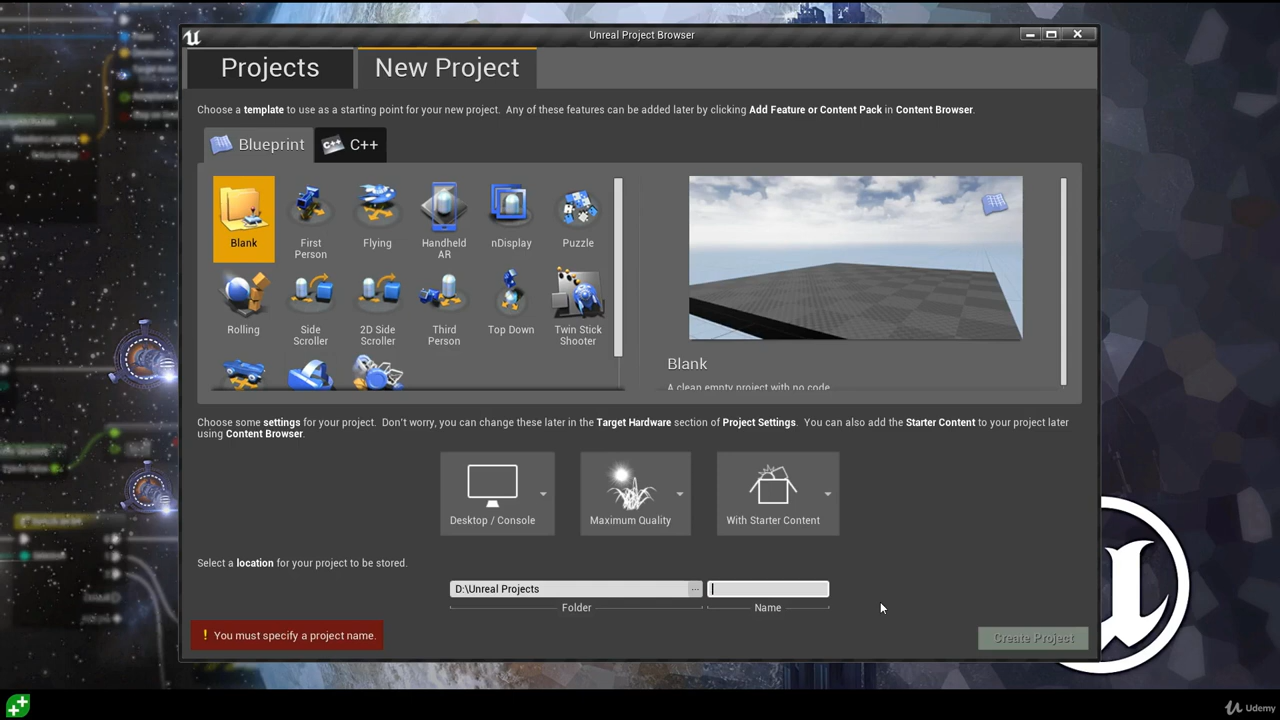 Unreal Project Browser
Projects
New Project
Choose a template to use as a starting point for your new project. Any of these features can be added later by clicking Add Feature or Content Pack in Content Browser.
Blueprint
C++
Blank
First
Person
Flying
Handheld
AR
nDisplay
Puzzle
Rolling
Side
Scroller
2D Side
Scroller
Third
Person
Top Down
Twin Stick
Shooter
Blank
A clean empty project with no code.
Choose some settings for your project. Don't worry, you can change these later in the Target Hardware section of Project Settings. You can also add the Starter Content to your project later
using Content Browser.
Desktop / Console
Maximum Quality
With Starter Content
Select a location for your project to be stored.
D:\Unreal Projects
...
Folder
Name
! You must specify a project name.
Create Project
Udemy